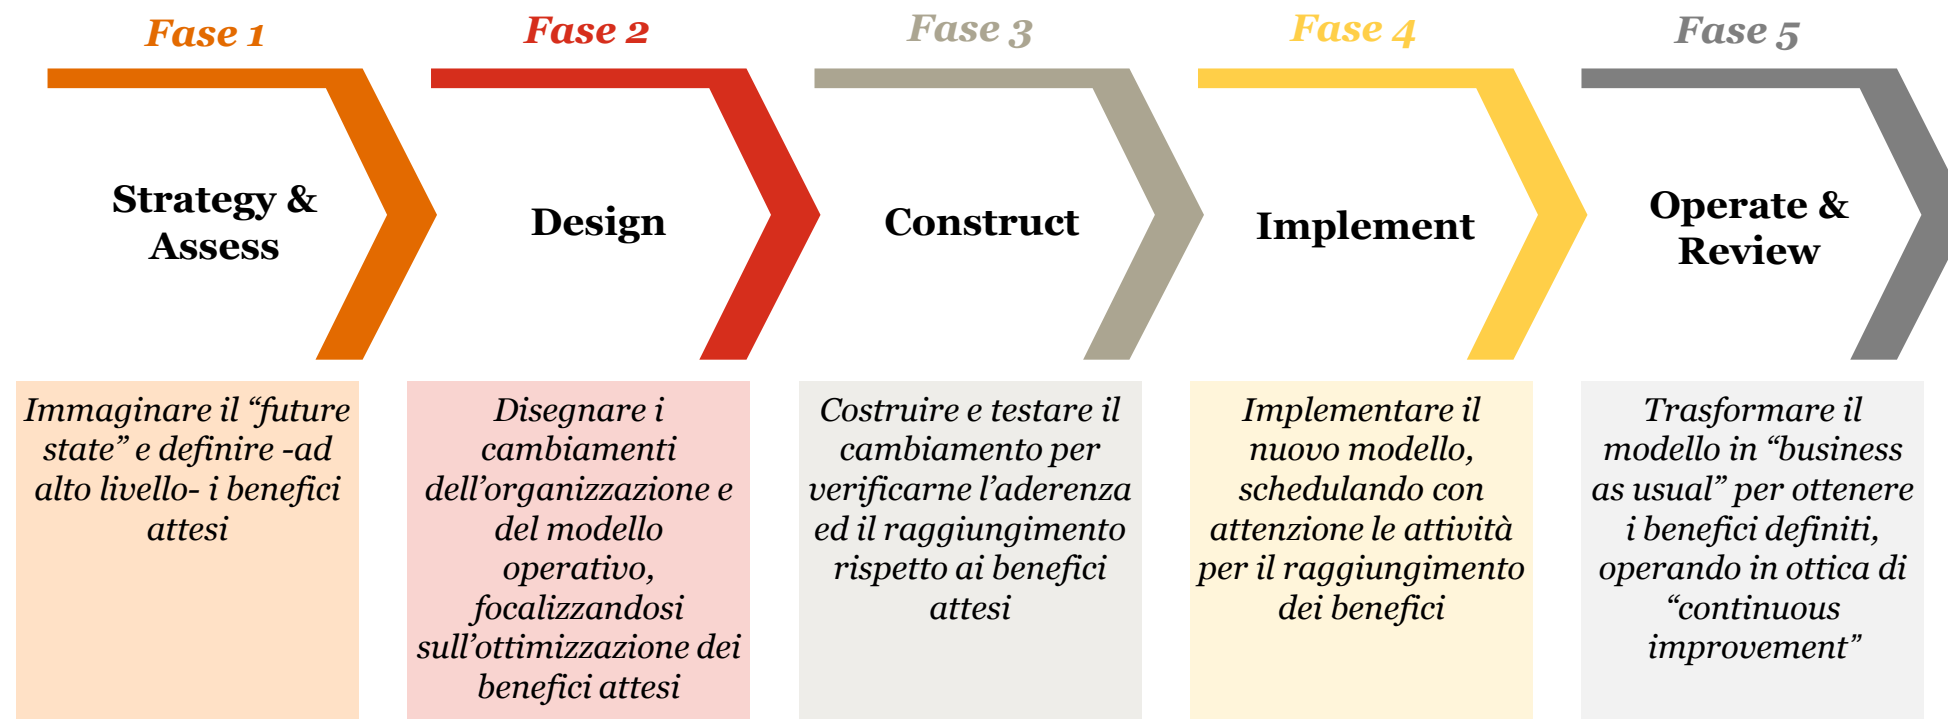 Fase 1
Strategy &
Assess
Immaginare il “future
state” e definire -ad
alto livello- i benefici
attesi
Fase 2
Design
Disegnare i
cambiamenti
dell’organizzazione e
del modello
operativo,
focalizzandosi
sull’ottimizzazione dei
benefici attesi
Fase 3
Construct
Costruire e testare il
cambiamento per
verificarne l’aderenza
ed il raggiungimento
rispetto ai benefici
attesi
Fase 4
Implement
Implementare il
nuovo modello,
schedulando con
attenzione le attività
per il raggiungimento
dei benefici
Fase 5
Operate &
Review
Trasformare il
modello in “business
as usual” per ottenere
i benefici definiti,
operando in ottica di
“continuous
improvement”